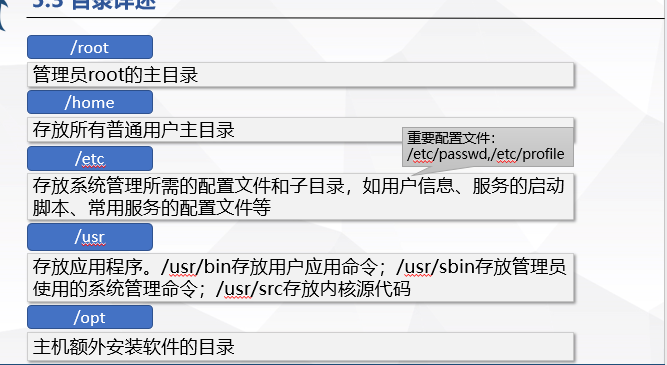 5.3 目录详述
/root
管理员root的主目录
/home
存放所有普通用户主目录
重要配置文件：
/etc/passwd,/etc/profile
/etc
存放系统管理所需的配置文件和子目录，如用户信息、服务的启动
脚本、常用服务的配置文件等
/usr
存放应用程序。/usr/bin存放用户应用命令；/usr/sbin存放管理员
使用的系统管理命令；/usr/src存放内核源代码
/opt
主机额外安装软件的目录